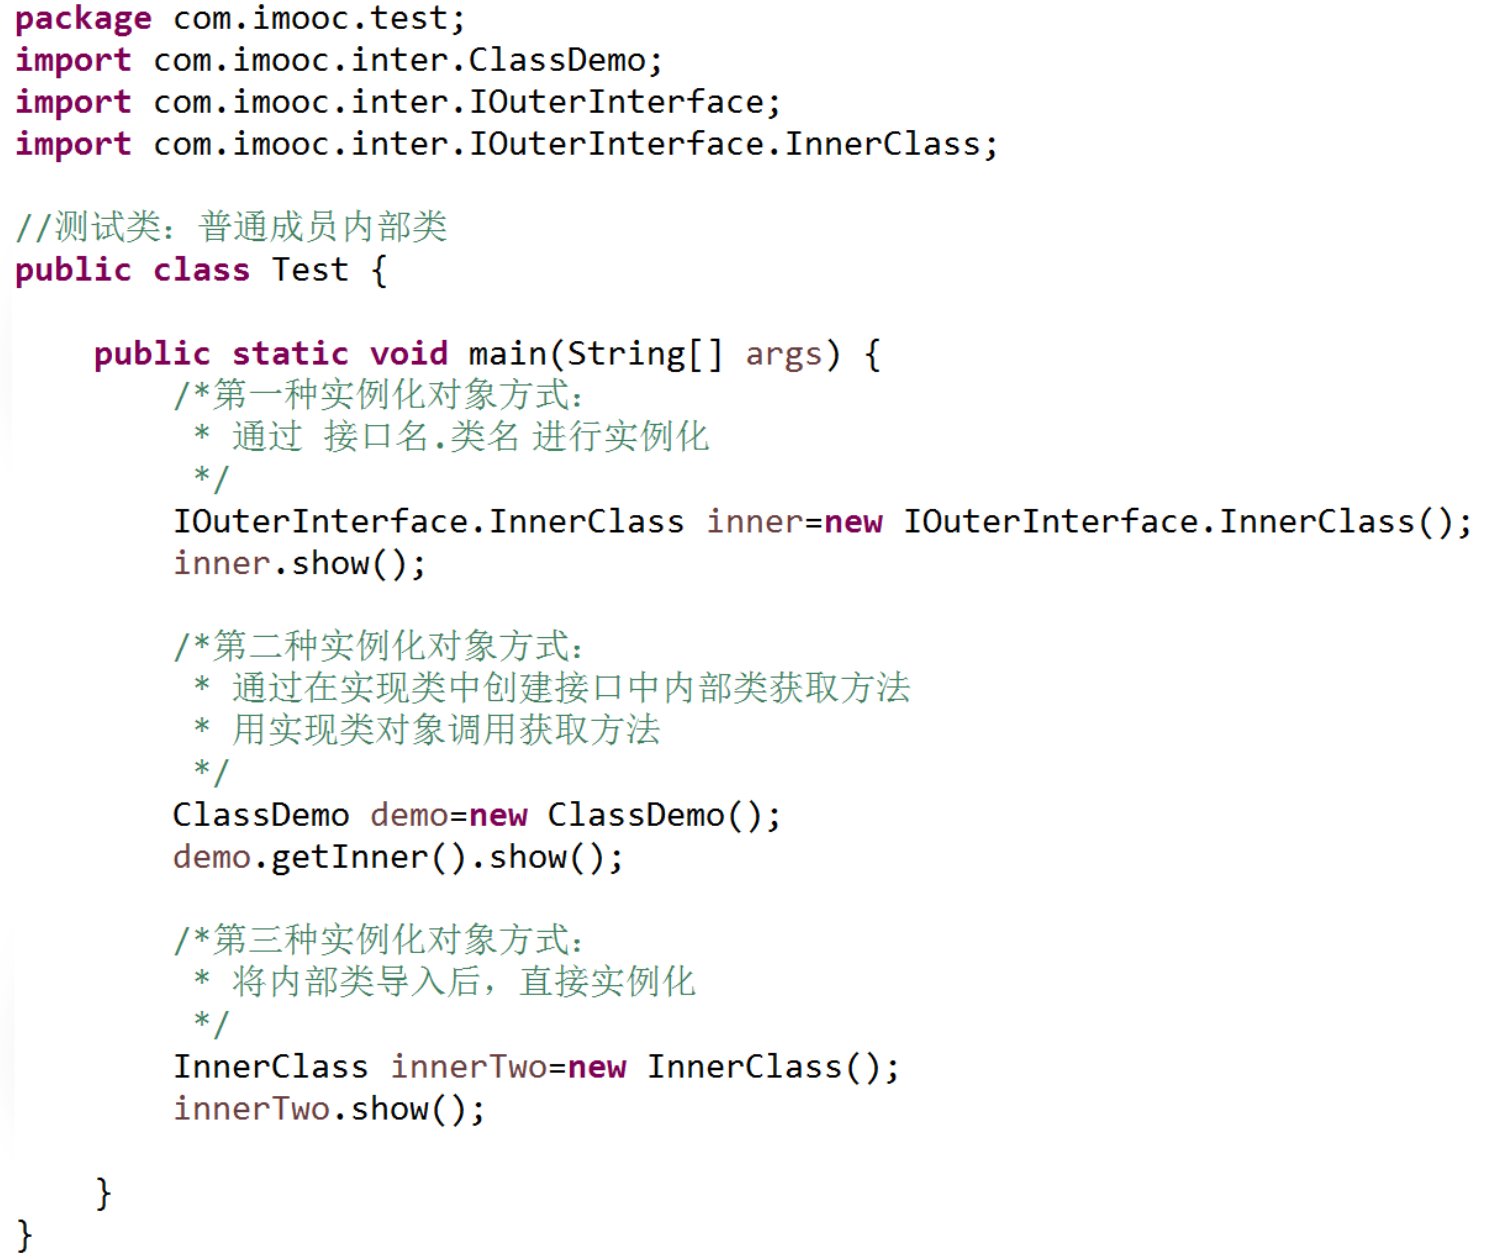 package com.imooc.test;
import com.imooc.inter.ClassDemo;
import com.imooc.inter.IOuterInterface;
import com.imooc.inter.IOuterInterface.InnerClass;
//测试类：普通成员内部类
public class Test {
public static void main(String[] args) {
/*第一种实例化对象方式：
* 通过 接口名.类名 进行实例化
*/
IOuterInterface.InnerClass inner=new IOuterInterface.InnerClass();
inner.show();
/*第二种实例化对象方式：
* 通过在实现类中创建接口中内部类获取方法
* 用实现类对象调用获取方法
*/
ClassDemo demo=new ClassDemo();
demo.getInner().show();
/*第三种实例化对象方式：
* 将内部类导入后，直接实例化
*/
InnerClass innerTwo=new InnerClass();
innerTwo.show();
}
}